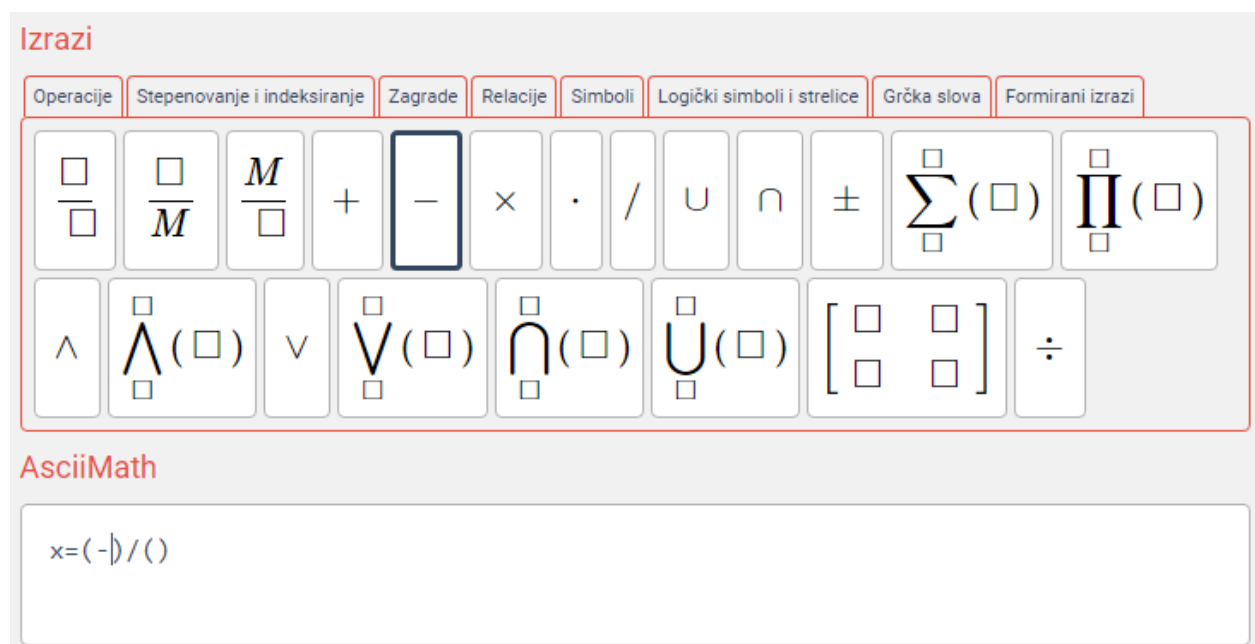 Izrazi
Operacije Stepenovanje i indeksiranje Zagrade Relacije Simboli Logički simboli i strelice Grčka slova Formirani izrazi
□/□ □/M M/□ + − × · / ∪ ∩ ± ∑(□) ∏(□)
∧ ⋀(□) ∨ ⋁(□) ⋂(□) ⋃(□) [□ □ □ □] ÷
AsciiMath
x=(-)/()